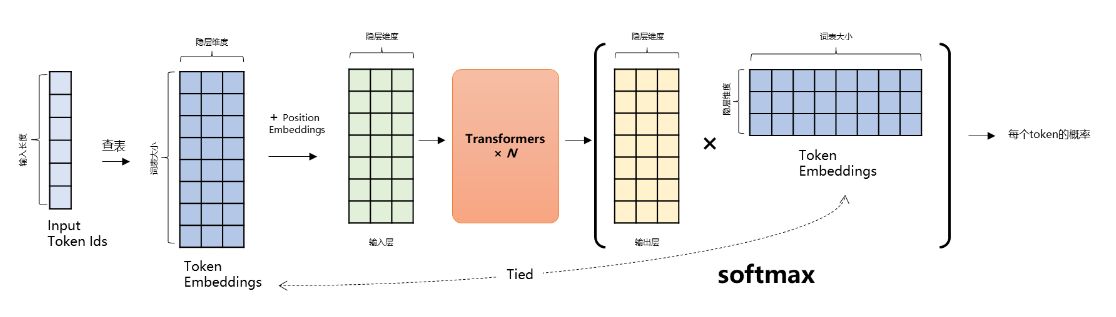 输入长度
Input
Token Ids
查表
隐层维度
词表大小
Token
Embeddings
+ Position
Embeddings
隐层维度
输入层
Transformers
× N
隐层维度
输出层
×
词表大小
隐层维度
Token
Embeddings
softmax
每个token的概率
Tied